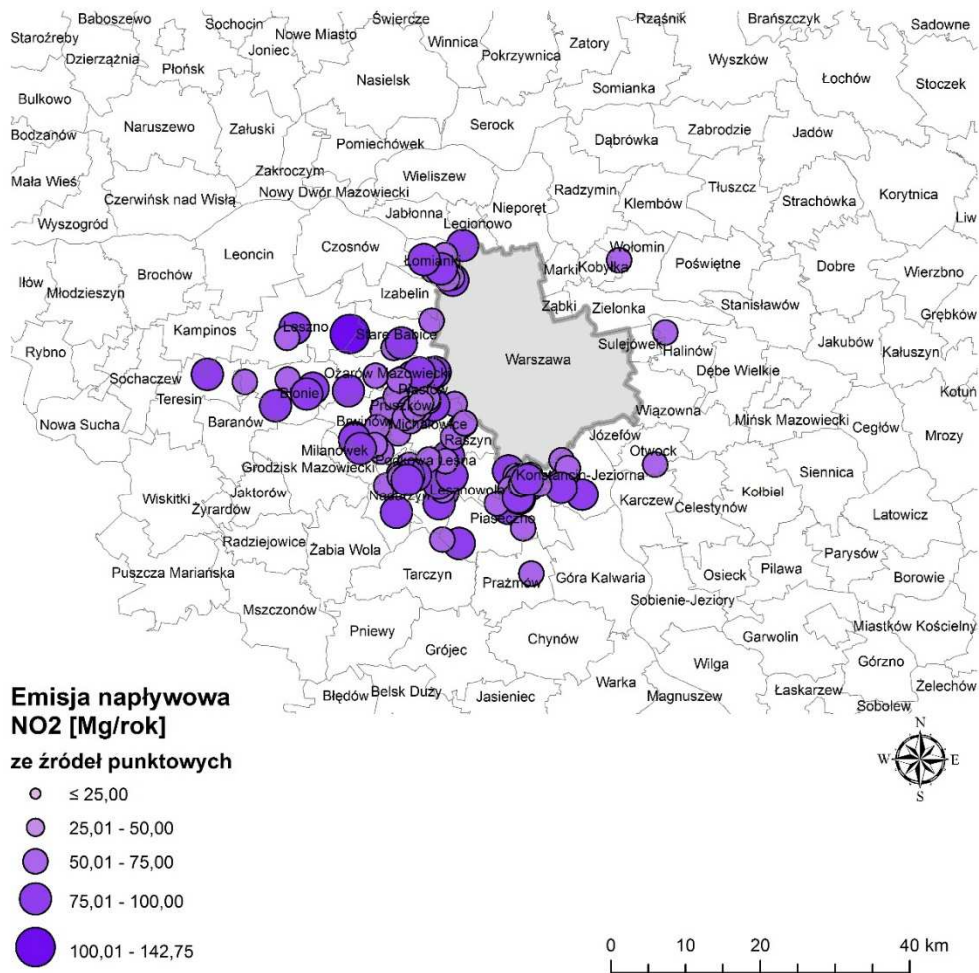 Baboszewo
Sochocin
Świercze
Rząśnik
Brańszczyk
Staroźreby
Nowe Miasto
Winnica
Zatory
Sadowne
Dzierzążnia
Joniec
Pokrzywnica
Wyszków
Płońsk
Nasielsk
Somianka
Łochów
Stoczek
Bulkowo
Naruszewo
Załuski
Serock
Zabrodzie
Jadów
Bodzanów
Pomiechówek
Dąbrówka
Zakroczym
Wieliszew
Radzymin
Tłuszcz
Mała Wieś
Czerwińsk nad Wisłą
Nowy Dwór Mazowiecki
Klembów
Strachówka
Korytnica
Wyszogród
Jabłonna
Nieporęt
Liw
Legionowo
Leoncin
Czosnów
Wołomin
Łomianki
Marki
Kobyłka
Poświętne
Dobre
Wierzbno
Iłów
Brochów
Młodzieszyn
Izabelin
Ząbki
Zielonka
Stanisławów
Grębków
Kampinos
Leszno
Stare Babice
Sulejówek
Jakubów
Rybno
Halinów
Kałuszyn
Warszawa
Sochaczew
Ożarów Mazowiecki
Dębe Wielkie
Teresin
Błonie
Piastów
Kotuń
Pruszków
Nowa Sucha
Baranów
Brwinów
Michałowice
Wiązowna
Mińsk Mazowiecki
Cegłów
Raszyn
Józefów
Mrozy
Milanówek
Otwock
Podkowa Leśna
Grodzisk Mazowiecki
Konstancin-Jeziorna
Siennica
Wiskitki
Jaktorów
Nadarzyn
Lesznowola
Karczew
Kołbiel
Celestynów
Latowicz
Żyrardów
Piaseczno
Radziejowice
Żabia Wola
Parysów
Puszcza Mariańska
Tarczyn
Prażmów
Góra Kalwaria
Osieck
Pilawa
Borowie
Mszczonów
Sobienie-Jeziory
Pniewy
Chynów
Garwolin
Miastków Kościelny
Grójec
Wilga
Górzno
Błędów
Belsk Duży
Jasieniec
Warka
Magnuszew
Łaskarzew
Żelechów
Sobolew
Emisja napływowa
NO2 [Mg/rok]
ze źródeł punktowych
≤ 25,00
25,01 - 50,00
50,01 - 75,00
75,01 - 100,00
100,01 - 142,75
N
W E
S
0 10 20 40 km